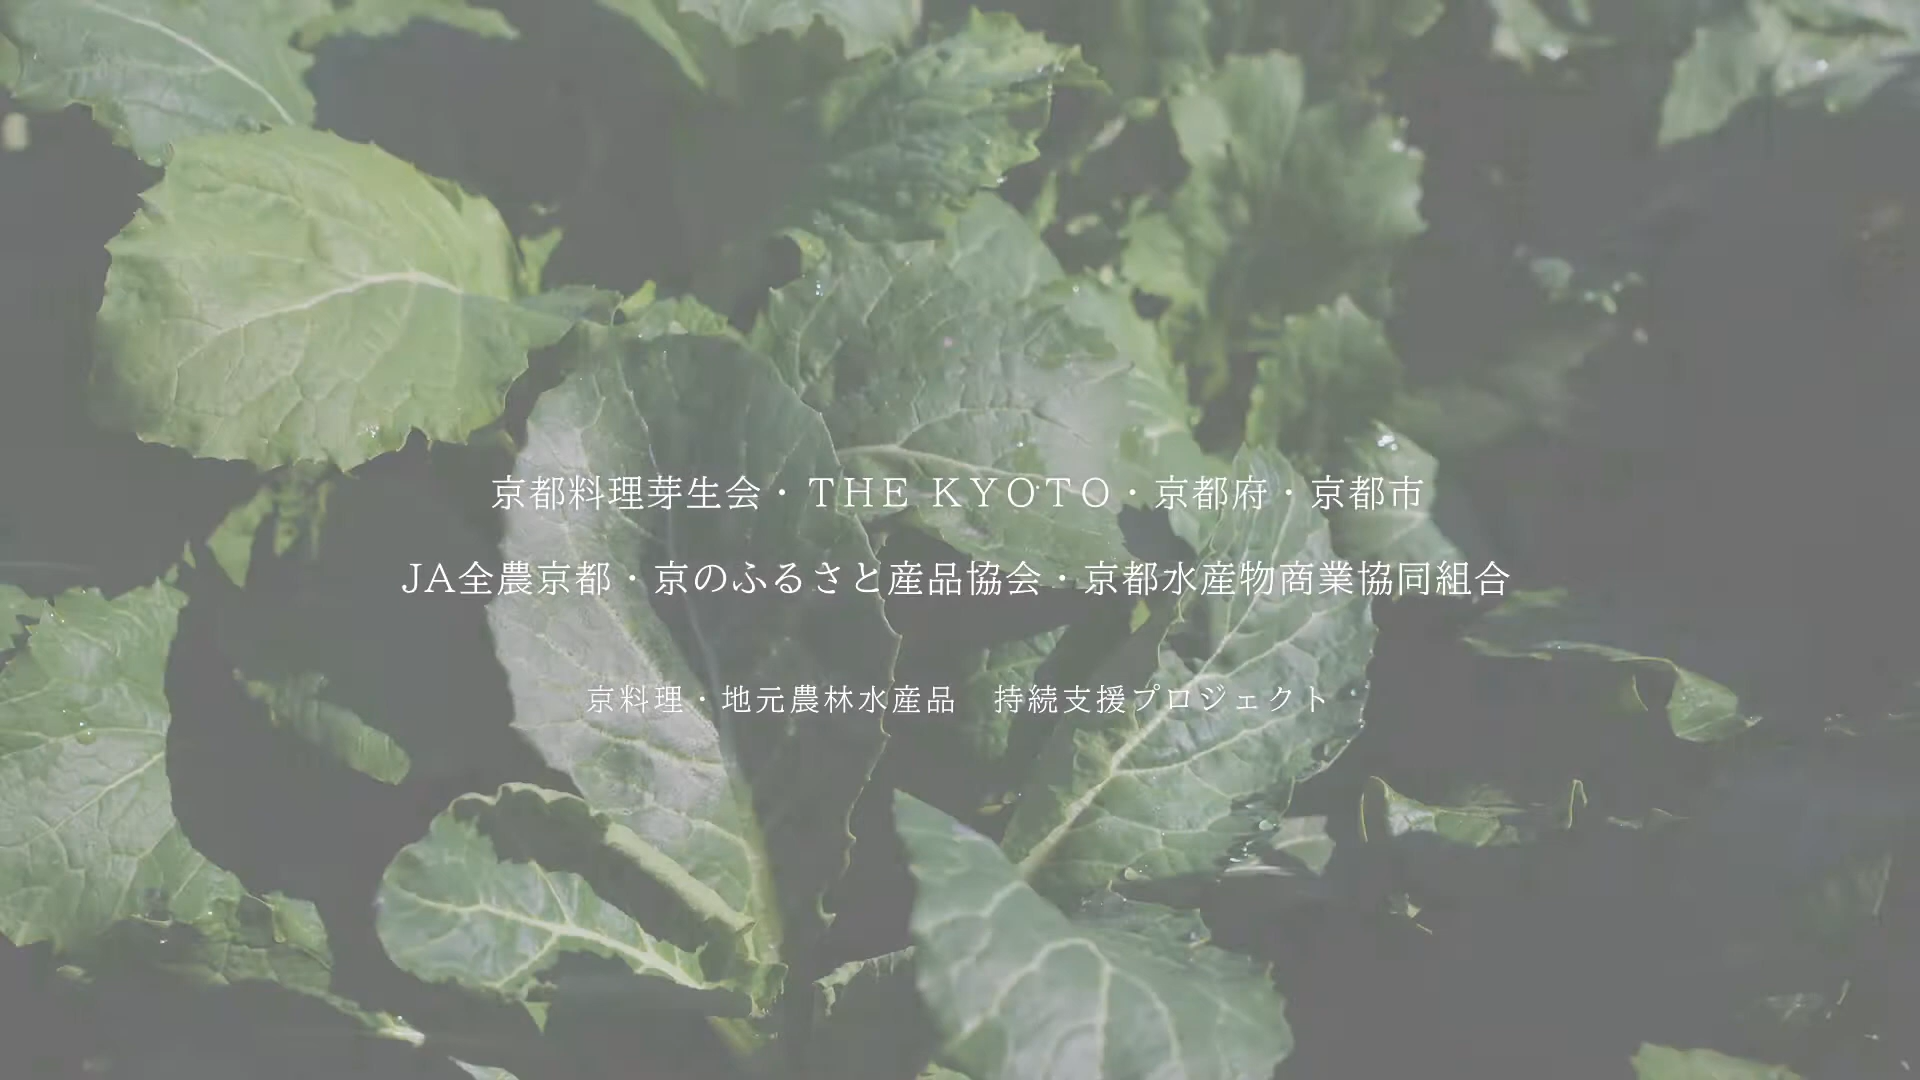 京都料理芽生会・THE KYOTO・京都府・京都市
JA全農京都・京のふるさと産品協会・京都水産物商業協同組合
京料理・地元農林水産品　持続支援プロジェクト